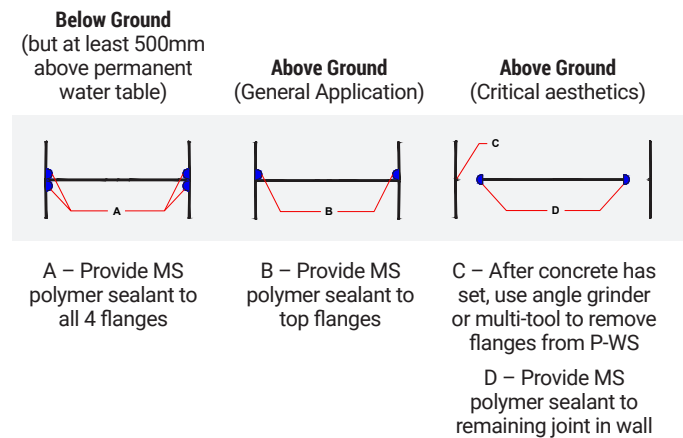 Below Ground
(but at least 500mm
above permanent
water table)
Above Ground
(General Application)
Above Ground
(Critical aesthetics)
A
B
C
D
A – Provide MS
polymer sealant to
all 4 flanges
B – Provide MS
polymer sealant to
top flanges
C – After concrete has
set, use angle grinder
or multi-tool to remove
flanges from P-WS
D – Provide MS
polymer sealant to
remaining joint in wall